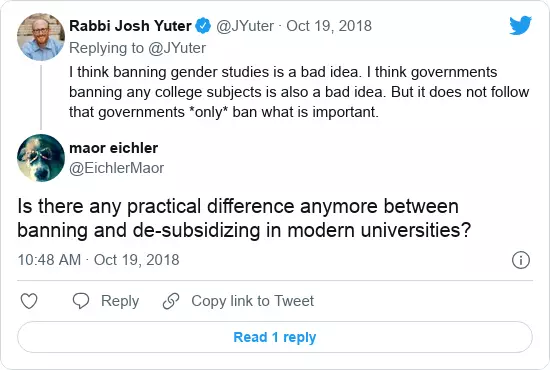 Rabbi Josh Yuter @JYuter · Oct 19, 2018
Replying to @JYuter
I think banning gender studies is a bad idea. I think governments
banning any college subjects is also a bad idea. But it does not follow
that governments *only* ban what is important.
maor eichler
@EichlerMaor
Is there any practical difference anymore between
banning and de-subsidizing in modern universities?
10:48 AM · Oct 19, 2018
Reply Copy link to Tweet
Read 1 reply